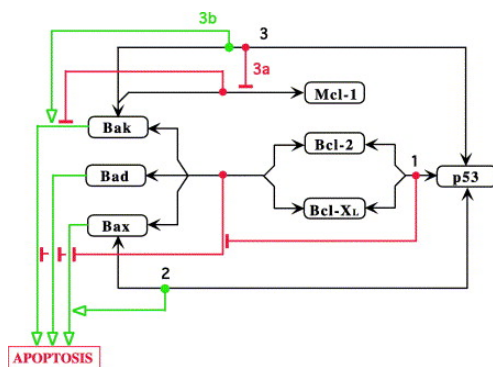 3b
3
3a
Mcl-1
Bak
Bcl-2
1
Bad
p53
Bcl-XL
Bax
2
APOPTOSIS